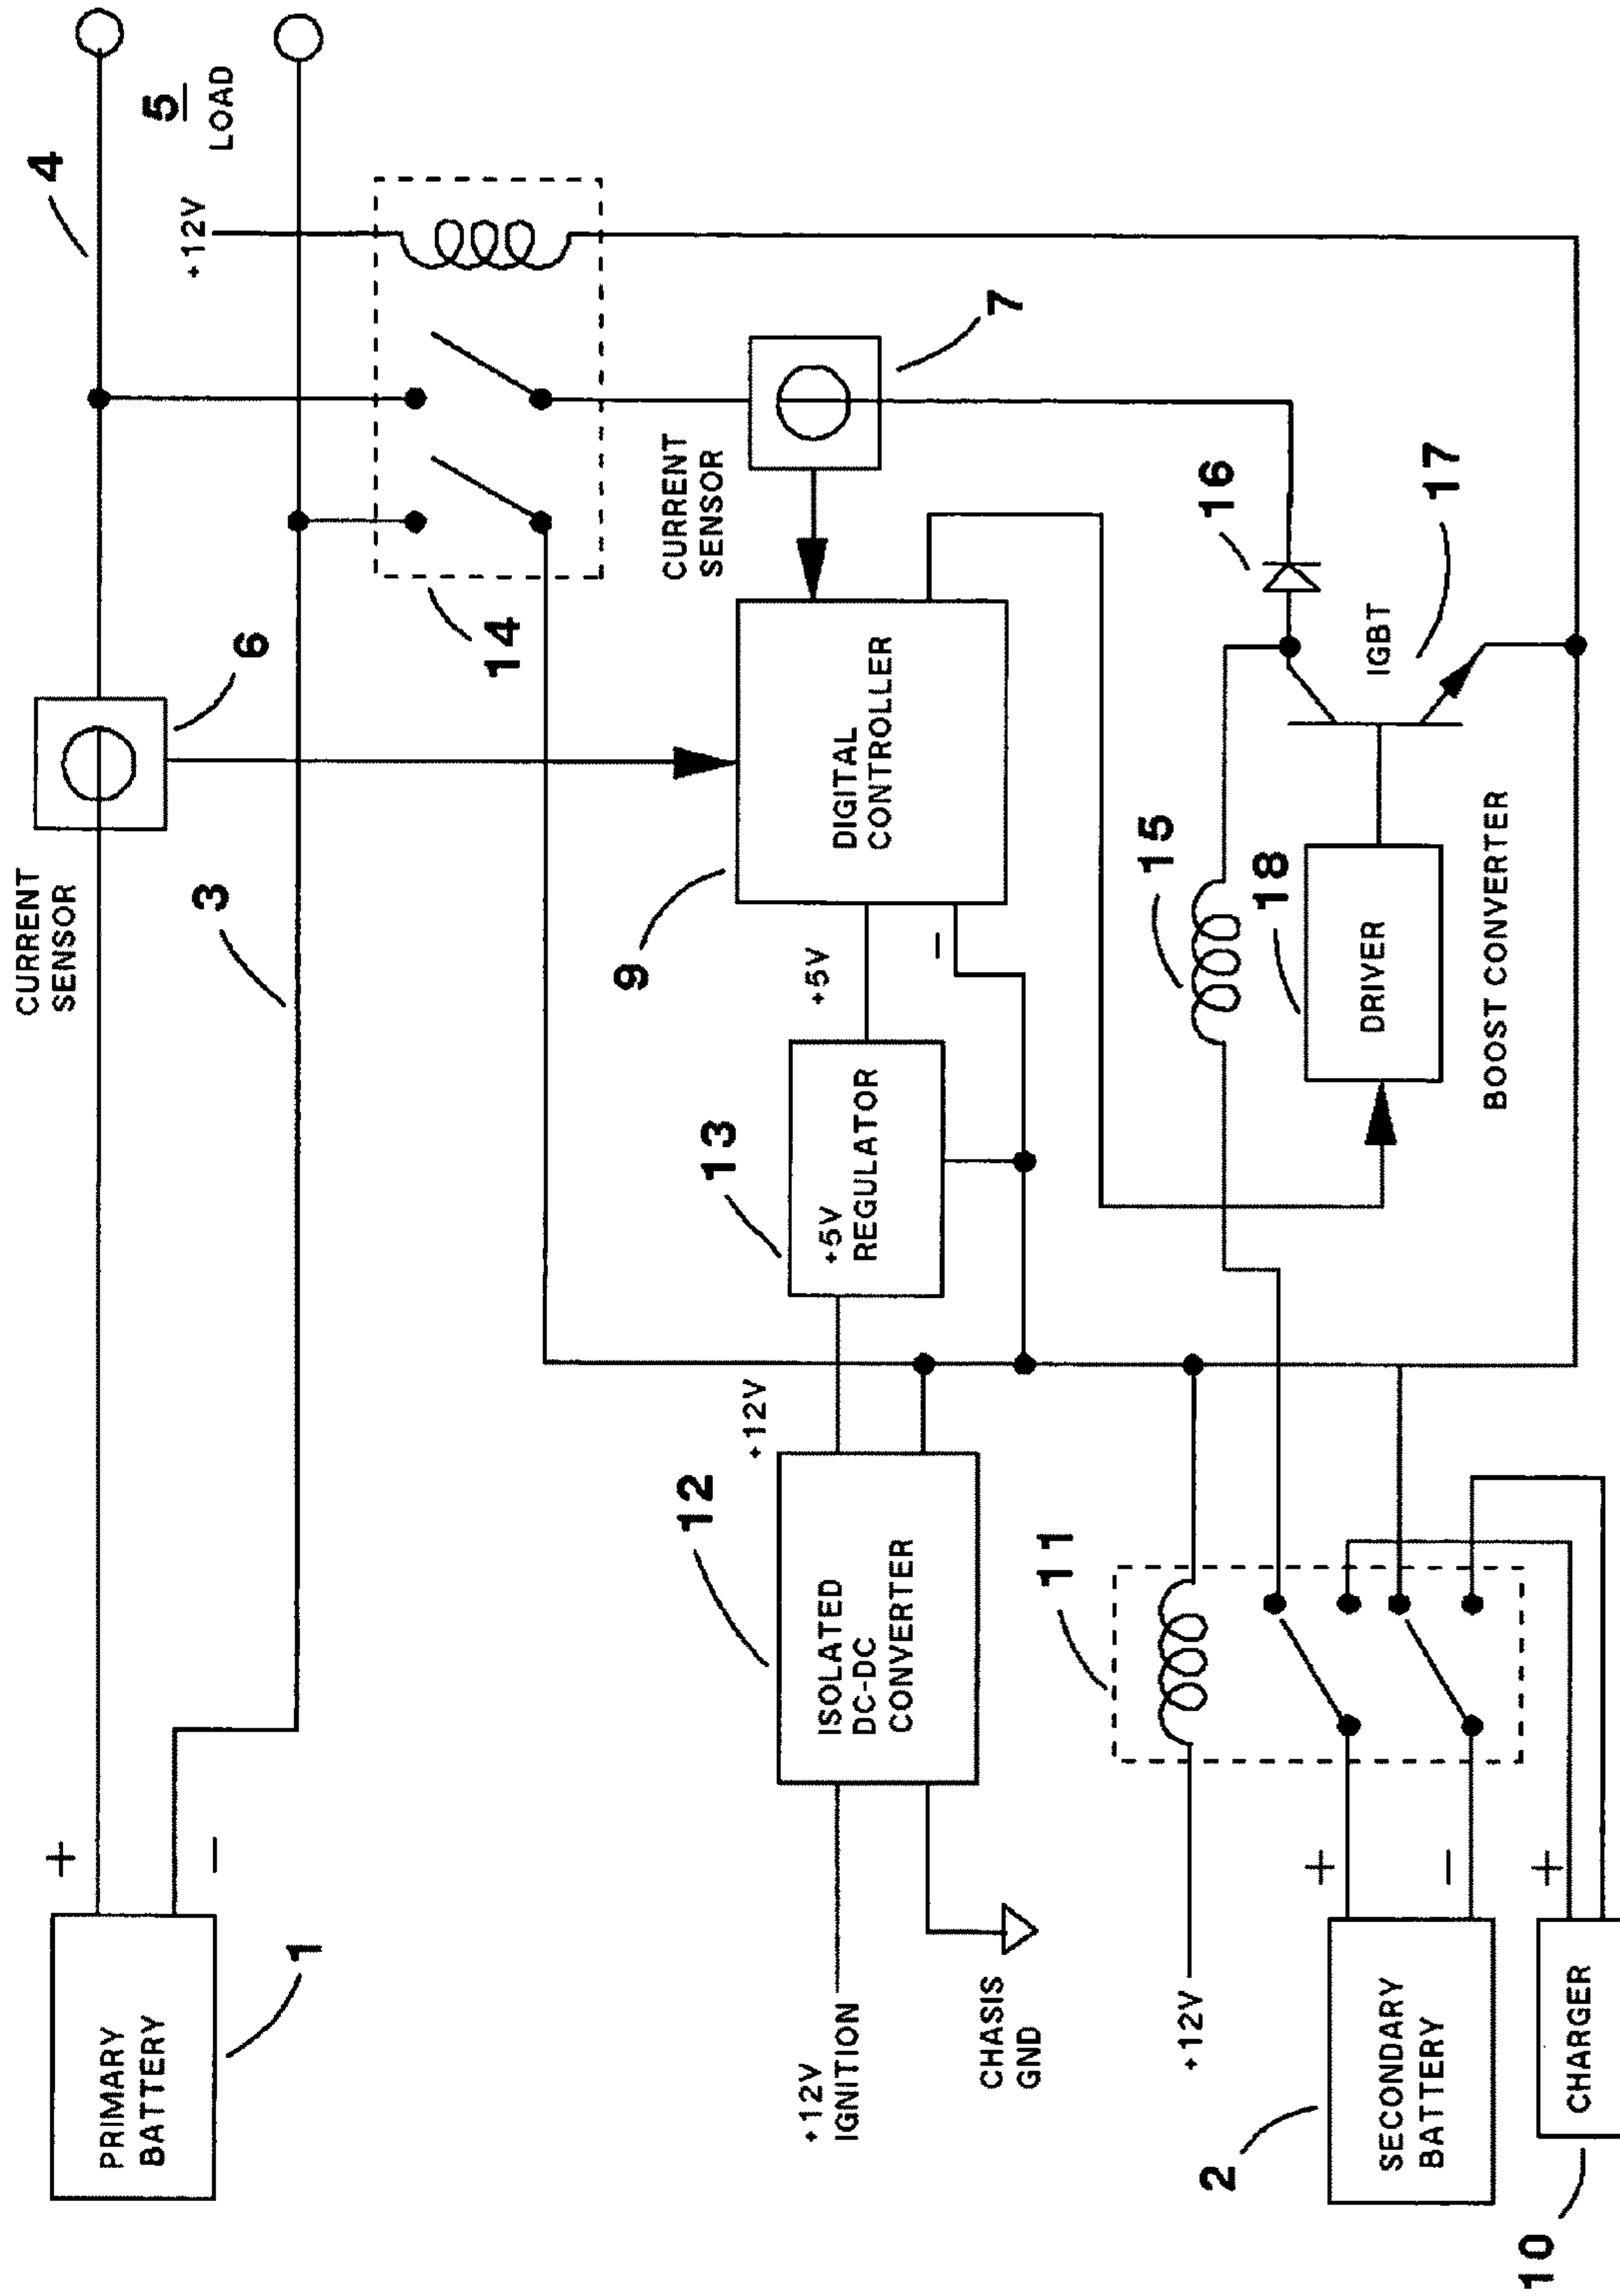 PRIMARY
BATTERY
1
+
−
CURRENT
SENSOR
6
3
4
5
LOAD
+12V
14
CURRENT
SENSOR
7
+12V
IGNITION
CHASIS
GND
ISOLATED
DC-DC
CONVERTER
12
+12V
+5V
REGULATOR
13
+5V
−
DIGITAL
CONTROLLER
9
+12V
11
15
16
IGBT
17
DRIVER
18
BOOST CONVERTER
SECONDARY
BATTERY
2
+
−
CHARGER
10
+